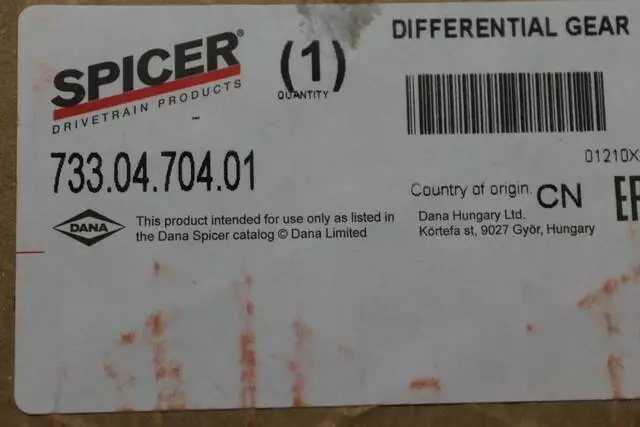 SPICER®
DRIVETRAIN PRODUCTS
(1)
QUANTITY
DIFFERENTIAL GEAR
01210X
733.04.704.01
Country of origin. CN
DANA
This product intended for use only as listed in
the Dana Spicer catalog © Dana Limited
Dana Hungary Ltd.
Körtefa st, 9027 Györ, Hungary